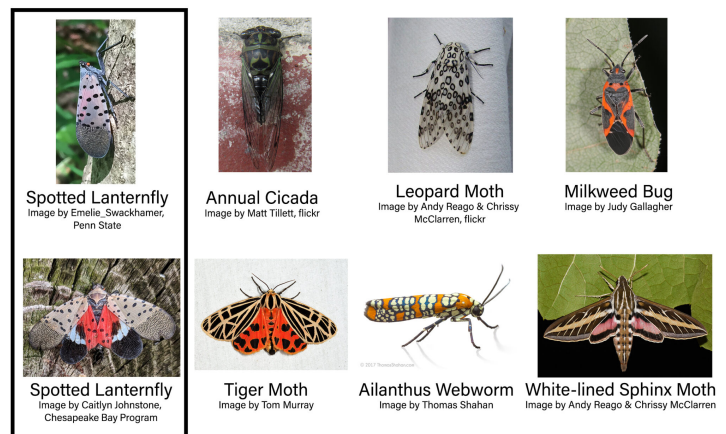 Spotted Lanternfly
Image by Emelie_Swackhamer,
Penn State
Annual Cicada
Image by Matt Tillett, flickr
Leopard Moth
Image by Andy Reago & Chrissy
McClarren, flickr
Milkweed Bug
Image by Judy Gallagher
Spotted Lanternfly
Image by Caitlyn Johnstone,
Chesapeake Bay Program
Tiger Moth
Image by Tom Murray
© 2017 ThomasShahan.com
Ailanthus Webworm
Image by Thomas Shahan
White-lined Sphinx Moth
Image by Andy Reago & Chrissy McClarren